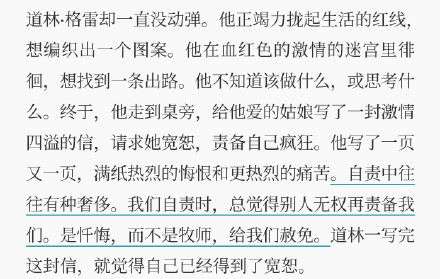 道林·格雷却一直没动弹。他正竭力拢起生活的红线，
想编织出一个图案。他在血红色的激情的迷宫里徘
徊，想找到一条出路。他不知道该做什么，或思考什
么。终于，他走到桌旁，给他爱的姑娘写了一封激情
四溢的信，请求她宽恕，责备自己疯狂。他写了一页
又一页，满纸热烈的悔恨和更热烈的痛苦。自责中往
往有种奢侈。我们自责时，总觉得别人无权再责备我
们。是忏悔，而不是牧师，给我们赦免。道林一写完
这封信，就觉得自己已经得到了宽恕。